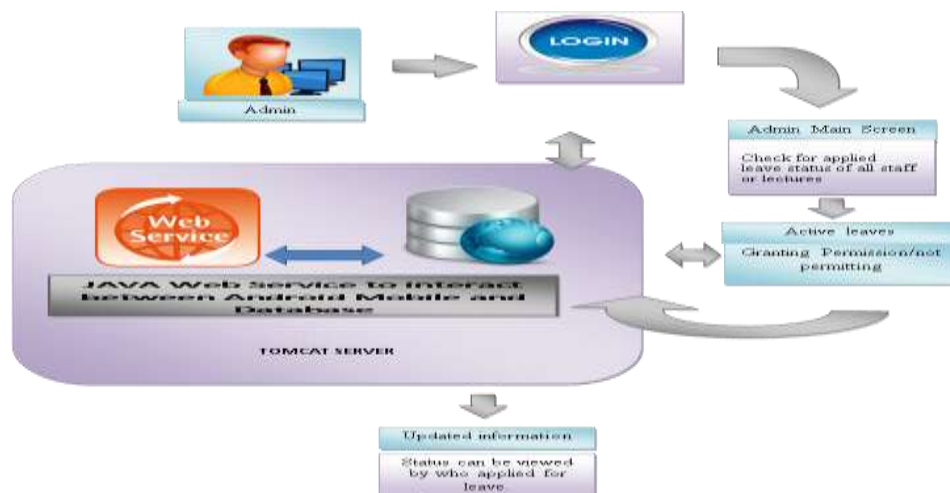 LOGIN
Admin
Admin Main Screen
Check for applied
leave status of all staff
or lectures
Web
Service
Active leaves
Granting Permission/not
permitting
JAVA Web Service to interact
between Android Mobile and
Database
TOMCAT SERVER
Updated information
Status can be viewed
by who applied for
leave.